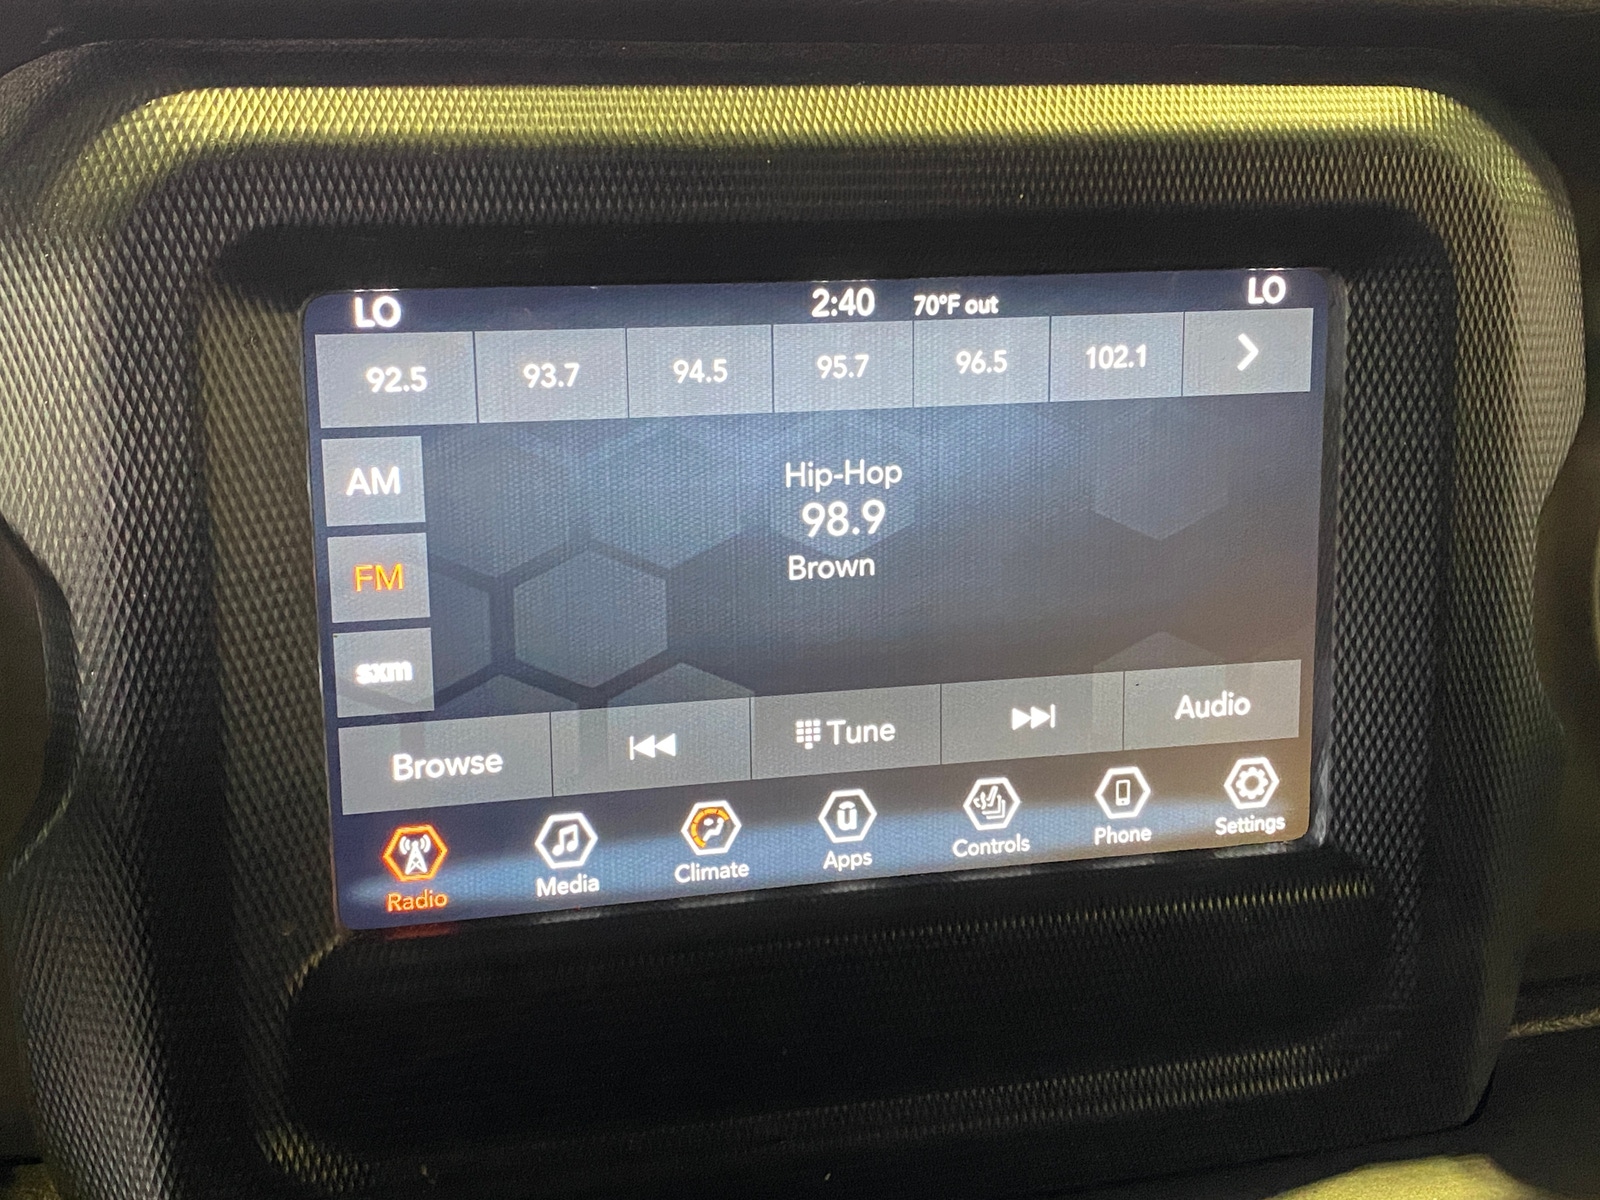 LO 2:40 70°F out LO
92.5 93.7 94.5 95.7 96.5 102.1
AM
Hip-Hop
98.9
FM
Brown
sxm
Browse Tune Audio
Radio Media Climate Apps Controls Phone Settings